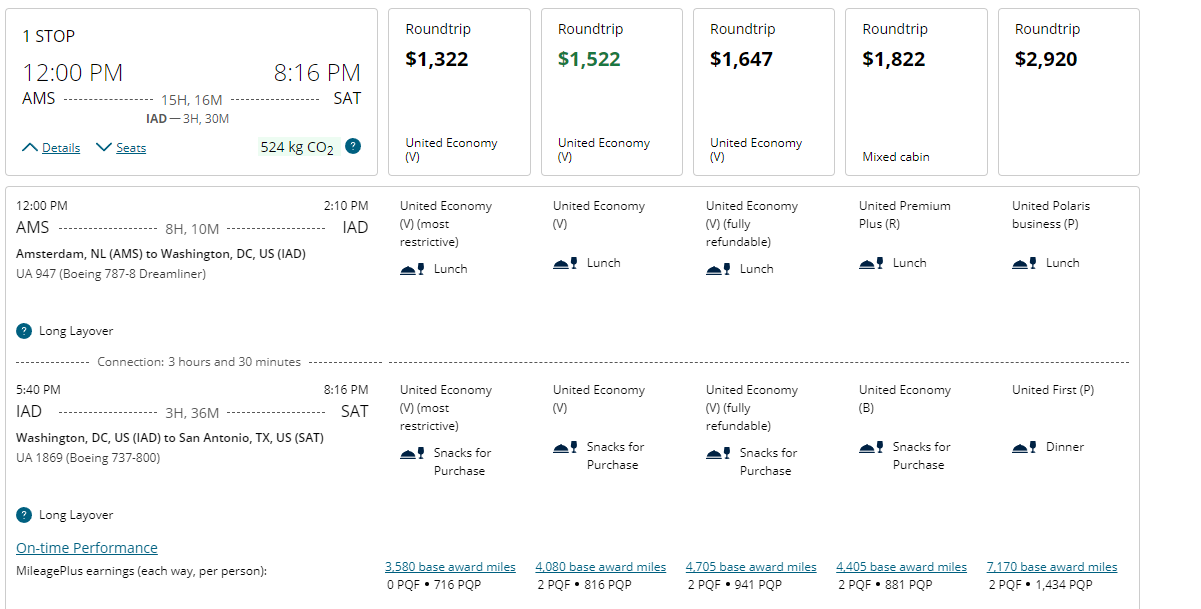 1 STOP
12:00 PM 8:16 PM
AMS 15H, 16M SAT
IAD — 3H, 30M
Details Seats 524 kg CO₂ ?
Roundtrip
$1,322
United Economy
(V)
Roundtrip
$1,522
United Economy
(V)
Roundtrip
$1,647
United Economy
(V)
Roundtrip
$1,822
Mixed cabin
Roundtrip
$2,920
12:00 PM 2:10 PM
AMS 8H, 10M IAD
Amsterdam, NL (AMS) to Washington, DC, US (IAD)
UA 947 (Boeing 787-8 Dreamliner)
United Economy
(V) (most
restrictive)
Lunch
United Economy
(V)
Lunch
United Economy
(V) (fully
refundable)
Lunch
United Premium
Plus (R)
Lunch
United Polaris
business (P)
Lunch
? Long Layover
Connection: 3 hours and 30 minutes
5:40 PM 8:16 PM
IAD 3H, 36M SAT
Washington, DC, US (IAD) to San Antonio, TX, US (SAT)
UA 1869 (Boeing 737-800)
United Economy
(V) (most
restrictive)
Snacks for
Purchase
United Economy
(V)
Snacks for
Purchase
United Economy
(V) (fully
refundable)
Snacks for
Purchase
United Economy
(B)
Snacks for
Purchase
United First (P)
Dinner
? Long Layover
On-time Performance
MileagePlus earnings (each way, per person):
3,580 base award miles
0 PQF • 716 PQP
4,080 base award miles
2 PQF • 816 PQP
4,705 base award miles
2 PQF • 941 PQP
4,405 base award miles
2 PQF • 881 PQP
7,170 base award miles
2 PQF • 1,434 PQP